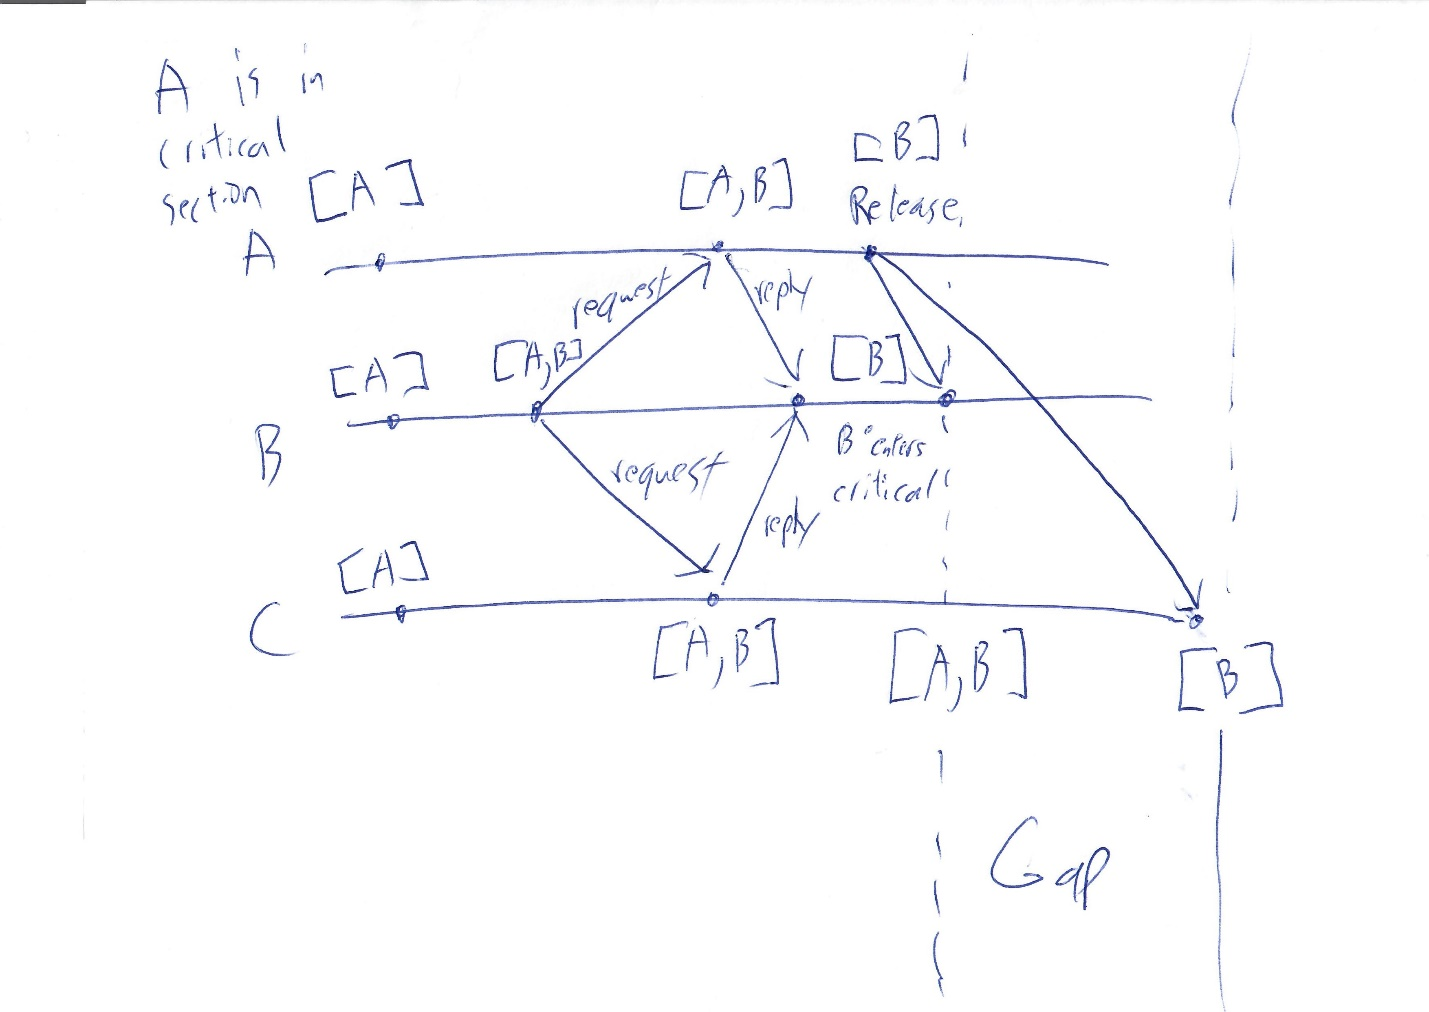 A is in
critical
section
[A]
[A,B]
[B]
Release
A
request
reply
[A]
[A,B]
[B]
B
B enters
critical
request
reply
[A]
C
[A,B]
[A,B]
[B]
Gap